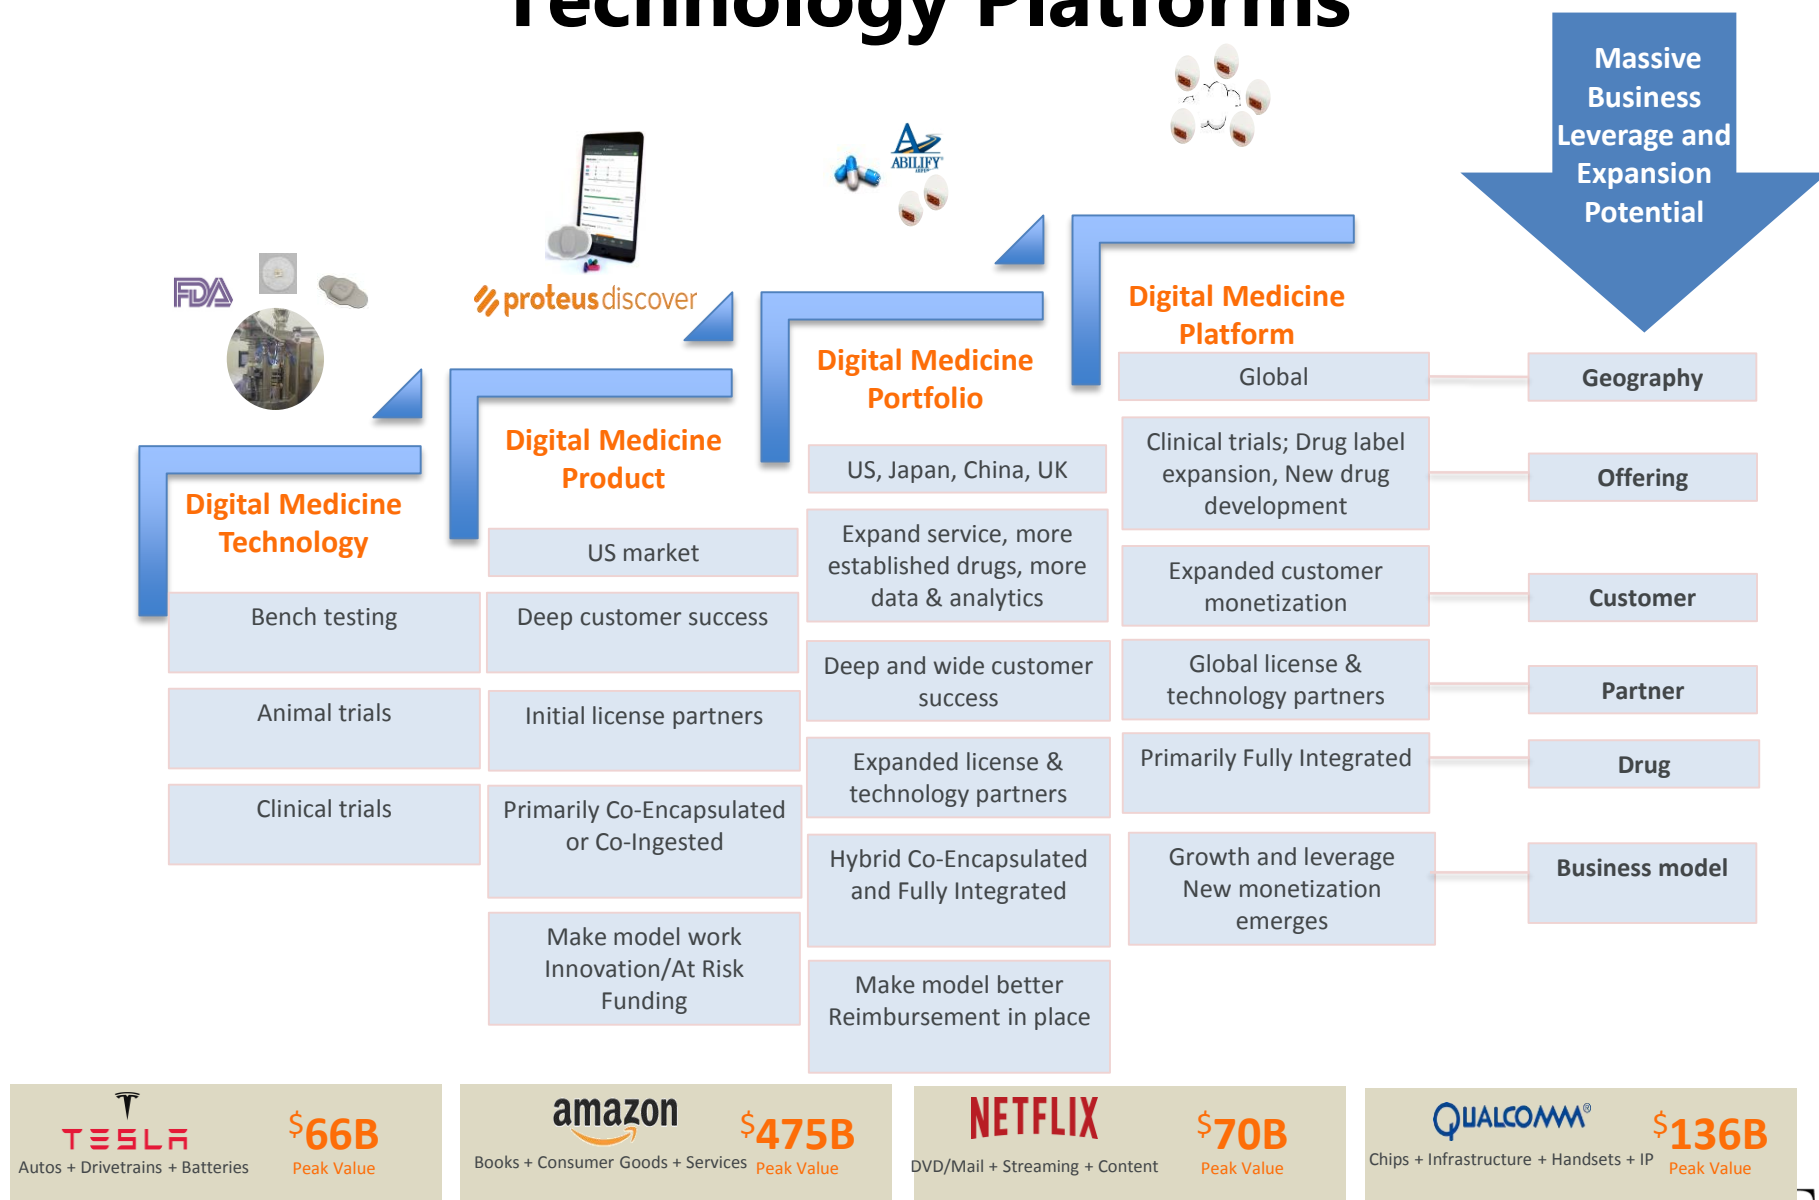 Technology Platforms
Massive
Business
Leverage and
Expansion
Potential
ABILIFY
FDA
proteus discover
Digital Medicine
Technology
Bench testing
Animal trials
Clinical trials
Digital Medicine
Product
US market
Deep customer success
Initial license partners
Primarily Co-Encapsulated
or Co-Ingested
Make model work
Innovation/At Risk
Funding
Digital Medicine
Portfolio
US, Japan, China, UK
Expand service, more
established drugs, more
data & analytics
Deep and wide customer
success
Expanded license &
technology partners
Hybrid Co-Encapsulated
and Fully Integrated
Make model better
Reimbursement in place
Digital Medicine
Platform
Global
Clinical trials; Drug label
expansion, New drug
development
Expanded customer
monetization
Global license &
technology partners
Primarily Fully Integrated
Growth and leverage
New monetization
emerges
Geography
Offering
Customer
Partner
Drug
Business model
TESLA
Autos + Drivetrains + Batteries
$66B
Peak Value
amazon
Books + Consumer Goods + Services
$475B
Peak Value
NETFLIX
DVD/Mail + Streaming + Content
$70B
Peak Value
QUALCOMM®
Chips + Infrastructure + Handsets + IP
$136B
Peak Value